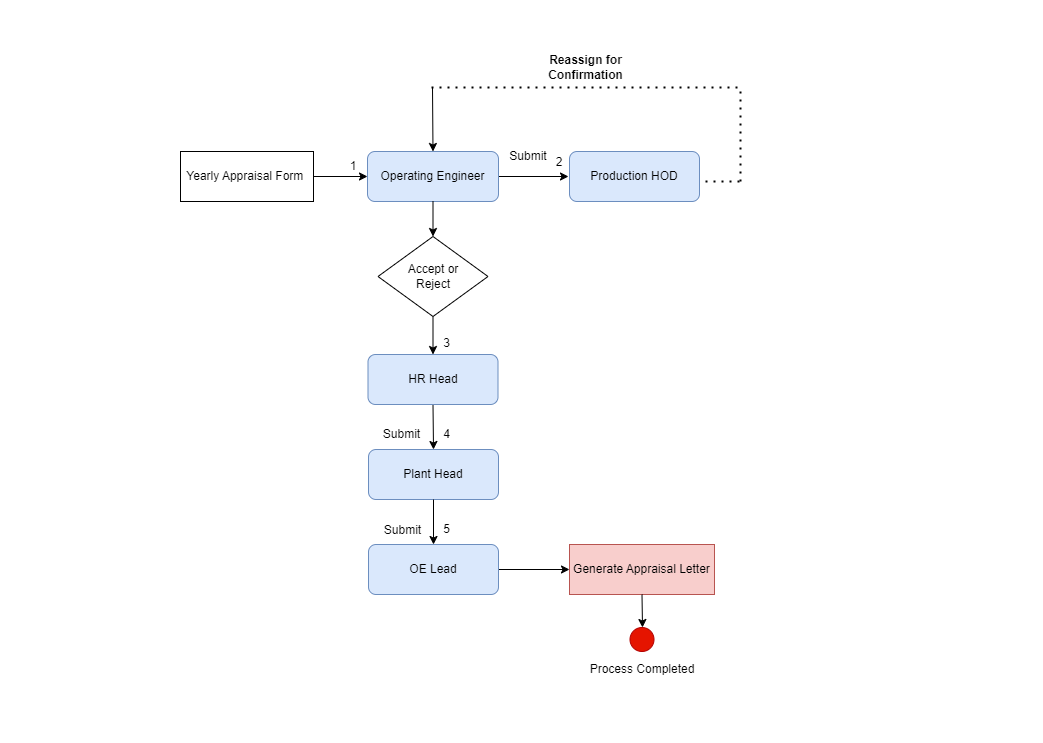 Reassign for
Confirmation
Yearly Appraisal Form
1
Operating Engineer
Submit
2
Production HOD
Accept or
Reject
3
HR Head
Submit
4
Plant Head
Submit
5
OE Lead
Generate Appraisal Letter
Process Completed